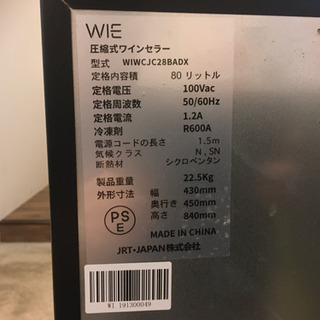 WIE
圧縮式ワインセラー
型式 WIWCJC28BADX
定格内容積 80 リットル
定格電圧 100Vac
定格周波数 50/60Hz
定格電流 1.2A
冷凍剤 R600A
電源コードの長さ 1.5m
気候クラス N , SN
断熱材 シクロペンタン
製品重量 22.5Kg
外形寸法 幅 430mm
奥行き 450mm
高さ 840mm
PS
E
MADE IN CHINA
JRT・JAPAN株式会社
WI 191300049